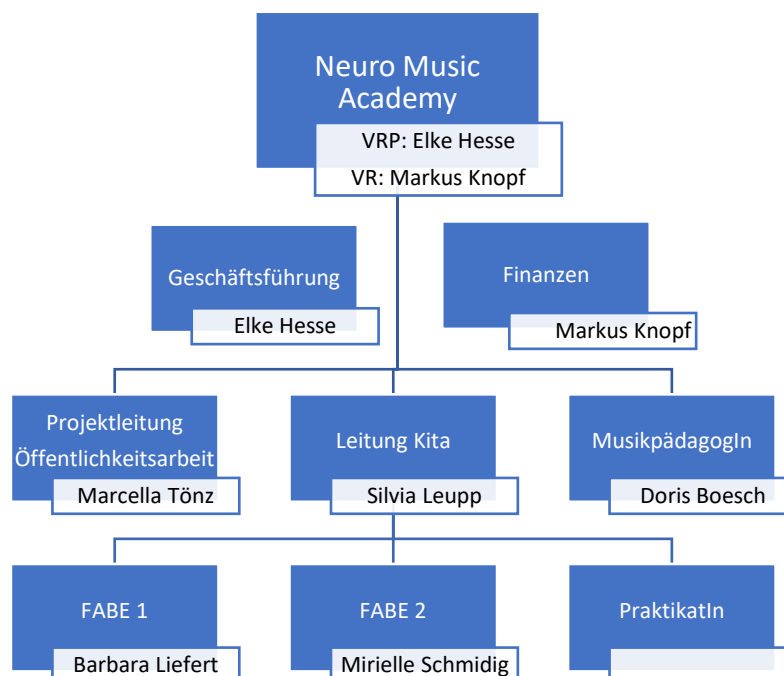 Neuro Music
Academy
VRP: Elke Hesse
VR: Markus Knopf
Geschäftsführung
Elke Hesse
Finanzen
Markus Knopf
Projektleitung
Öffentlichkeitsarbeit
Marcella Tönz
Leitung Kita
Silvia Leupp
MusikpädagogIn
Doris Boesch
FABE 1
Barbara Liefert
FABE 2
Mirielle Schmidig
PraktikatIn